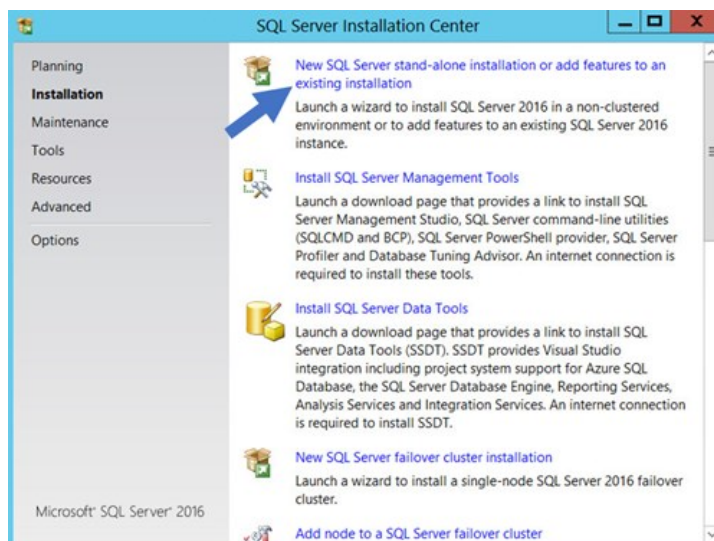 SQL Server Installation Center
Planning
Installation
Maintenance
Tools
Resources
Advanced
Options
Microsoft® SQL Server® 2016
New SQL Server stand-alone installation or add features to an
existing installation
Launch a wizard to install SQL Server 2016 in a non-clustered
environment or to add features to an existing SQL Server 2016
instance.
Install SQL Server Management Tools
Launch a download page that provides a link to install SQL
Server Management Studio, SQL Server command-line utilities
(SQLCMD and BCP), SQL Server PowerShell provider, SQL Server
Profiler and Database Tuning Advisor. An internet connection is
required to install these tools.
Install SQL Server Data Tools
Launch a download page that provides a link to install SQL
Server Data Tools (SSDT). SSDT provides Visual Studio
integration including project system support for Azure SQL
Database, the SQL Server Database Engine, Reporting Services,
Analysis Services and Integration Services. An internet connection
is required to install SSDT.
New SQL Server failover cluster installation
Launch a wizard to install a single-node SQL Server 2016 failover
cluster.
Add node to a SQL Server failover cluster